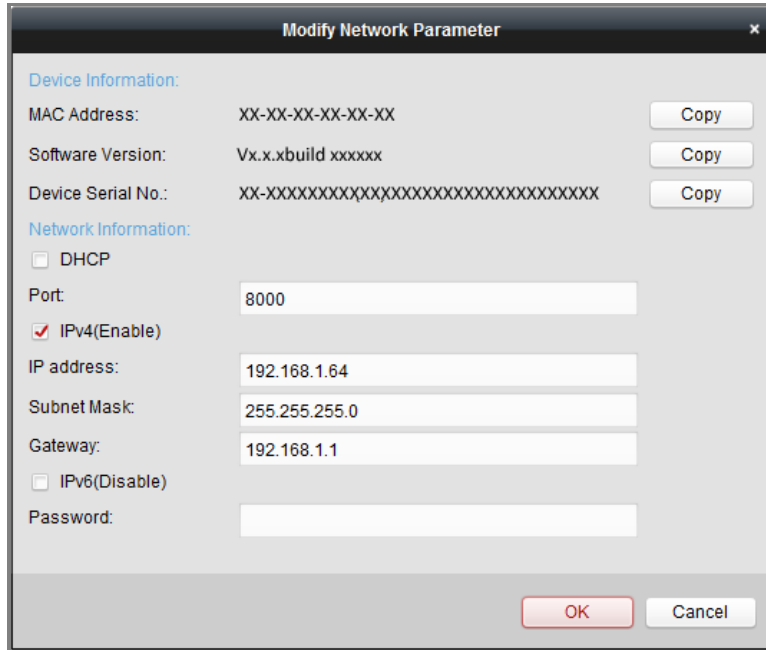 Modify Network Parameter ×
Device Information:
MAC Address: XX-XX-XX-XX-XX-XX Copy
Software Version: Vx.x.xbuild xxxxxx Copy
Device Serial No.: XX-XXXXXXXXXXXXXXXXXXXXXXXXXXXXXXX Copy
Network Information:
DHCP
Port: 8000
IPv4(Enable)
IP address: 192.168.1.64
Subnet Mask: 255.255.255.0
Gateway: 192.168.1.1
IPv6(Disable)
Password:
OK Cancel